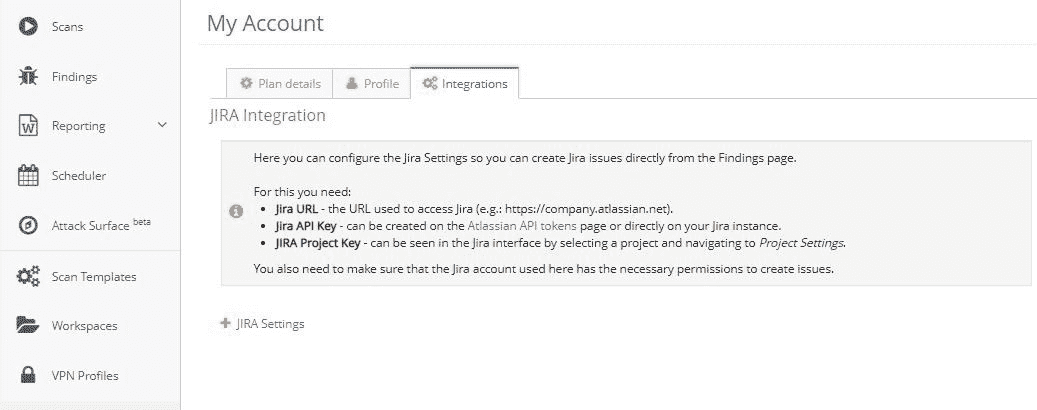 Scans
Findings
Reporting
Scheduler
Attack Surface beta
Scan Templates
Workspaces
VPN Profiles
My Account
Plan details
Profile
Integrations
JIRA Integration
Here you can configure the Jira Settings so you can create Jira issues directly from the Findings page.
For this you need:
• Jira URL - the URL used to access Jira (e.g.: https://company.atlassian.net).
• Jira API Key - can be created on the Atlassian API tokens page or directly on your Jira instance.
• JIRA Project Key - can be seen in the Jira interface by selecting a project and navigating to Project Settings.
You also need to make sure that the Jira account used here has the necessary permissions to create issues.
JIRA Settings